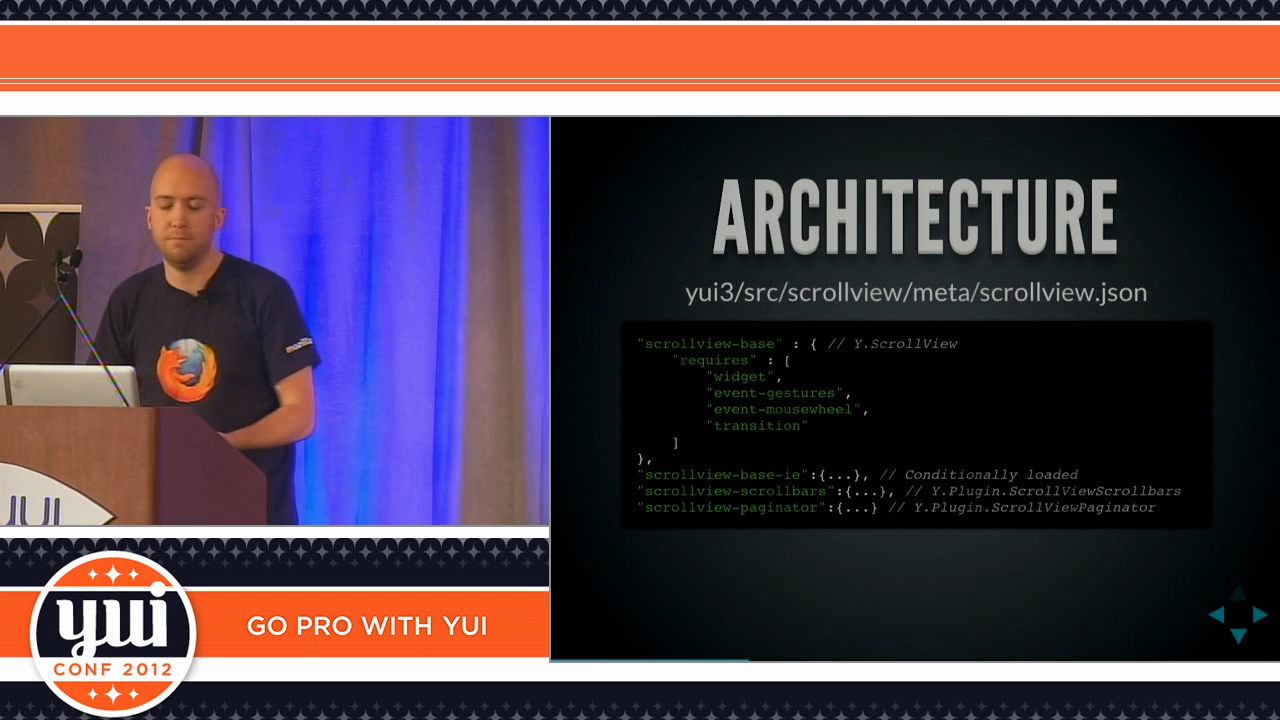 ARCHITECTURE
yui3/src/scrollview/meta/scrollview.json
"scrollview-base" : { // Y.ScrollView
"requires" : [
"widget",
"event-gestures",
"event-mousewheel",
"transition"
]
},
"scrollview-base-ie":{...}, // Conditionally loaded
"scrollview-scrollbars":{...}, // Y.Plugin.ScrollViewScrollbars
"scrollview-paginator":{...} // Y.Plugin.ScrollViewPaginator
mozilla
yui
CONF 2012
GO PRO WITH YUI